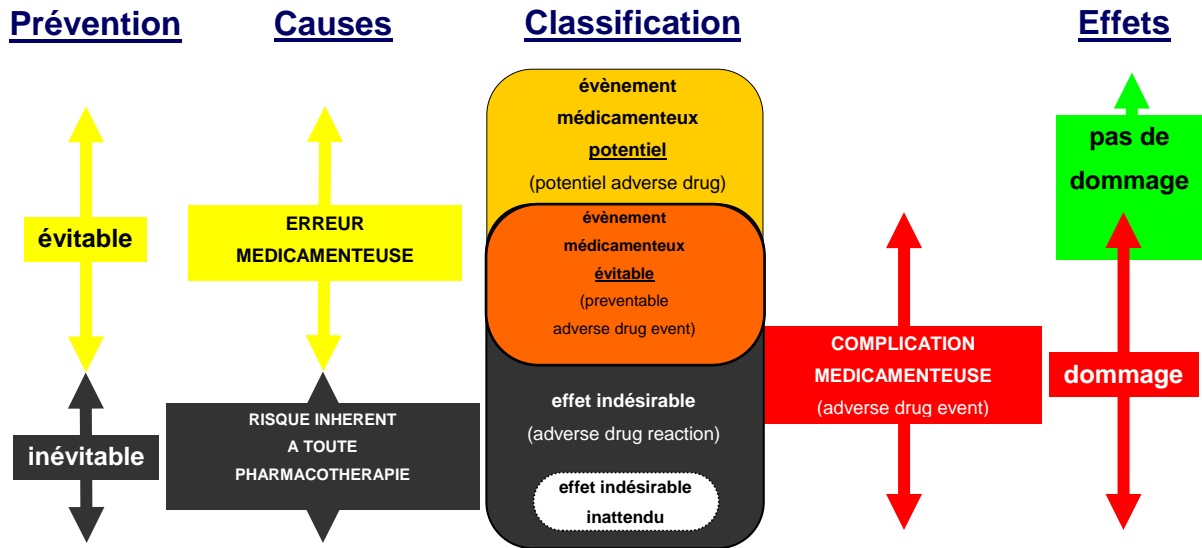 Prévention
Causes
Classification
Effets
évènement
médicamenteux
potentiel
(potentiel adverse drug)
évènement
médicamenteux
évitable
(preventable
adverse drug event)
effet indésirable
(adverse drug reaction)
effet indésirable
inattendu
évitable
inévitable
ERREUR
MEDICAMENTEUSE
RISQUE INHERENT
A TOUTE
PHARMACOTHERAPIE
COMPLICATION
MEDICAMENTEUSE
(adverse drug event)
pas de
dommage
dommage